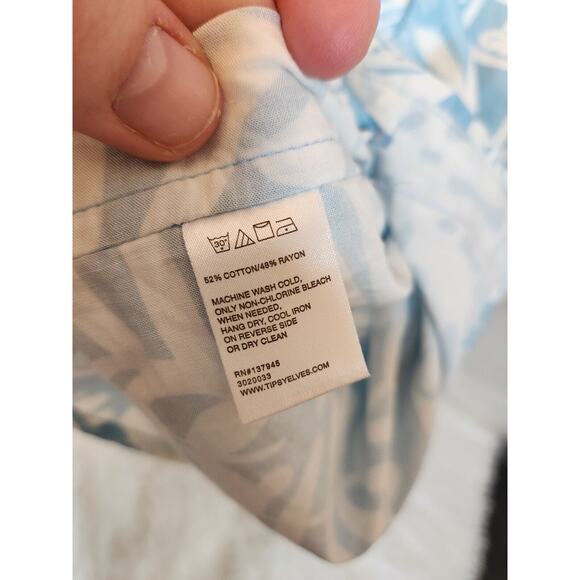 30°
52% COTTON/48% RAYON
MACHINE WASH COLD,
ONLY NON-CHLORINE BLEACH
WHEN NEEDED,
HANG DRY, COOL IRON
ON REVERSE SIDE
OR DRY CLEAN
RN#137945
3020033
WWW.TIPSYELVES.COM